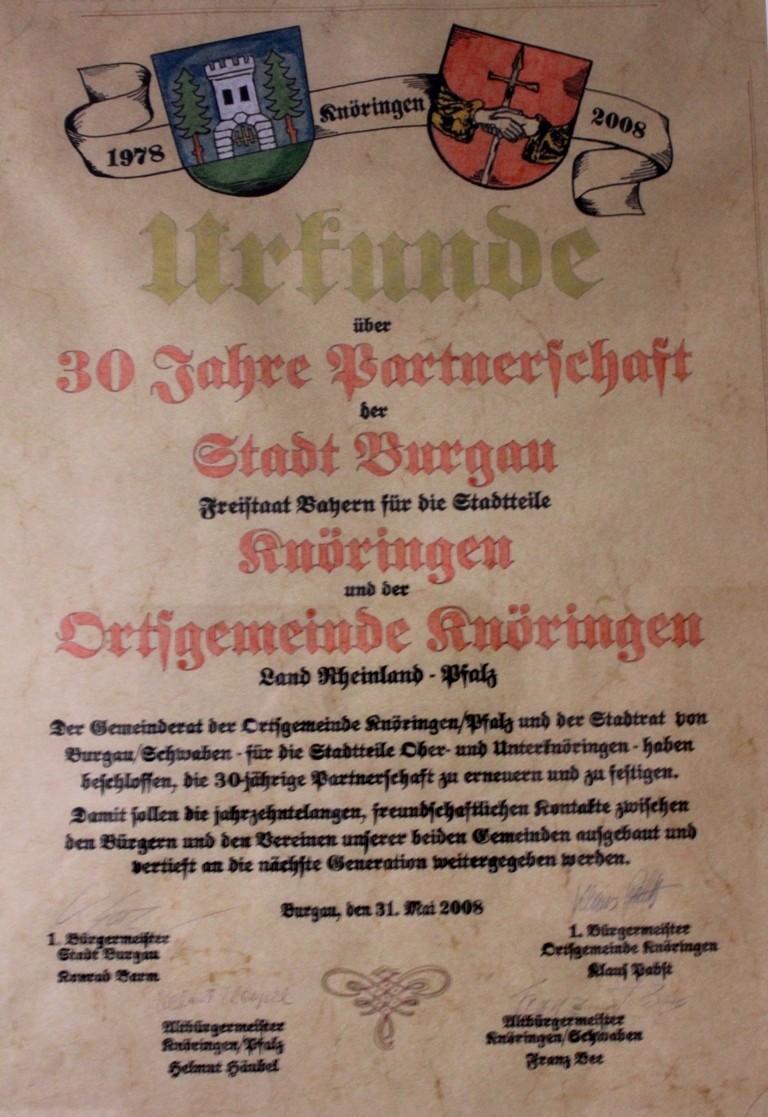 1978 Knöringen 2008
Urkunde
über
30 Jahre Partnerschaft
der
Stadt Burgau
Freistaat Bayern für die Stadtteile
Knöringen
und der
Ortsgemeinde Knöringen
Land Rheinland - Pfalz
Der Gemeinderat der Ortsgemeinde Knöringen/Pfalz und der Stadtrat von
Burgau/Schwaben - für die Stadtteile Ober- und Unterknöringen - haben
beschlossen, die 30-jährige Partnerschaft zu erneuern und zu festigen.
Damit sollen die jahrzehntelangen, freundschaftlichen Kontakte zwischen
den Bürgern und den Vereinen unserer beiden Gemeinden ausgebaut und
vertieft an die nächste Generation weitergegeben werden.
Burgau, den 31. Mai 2008
1. Bürgermeister
Stadt Burgau
Konrad Barm
1. Bürgermeister
Ortsgemeinde Knöringen
Klaus Pabst
Altbürgermeister
Knöringen/Pfalz
Helmut
Altbürgermeister
Knöringen/Schwaben
Franz